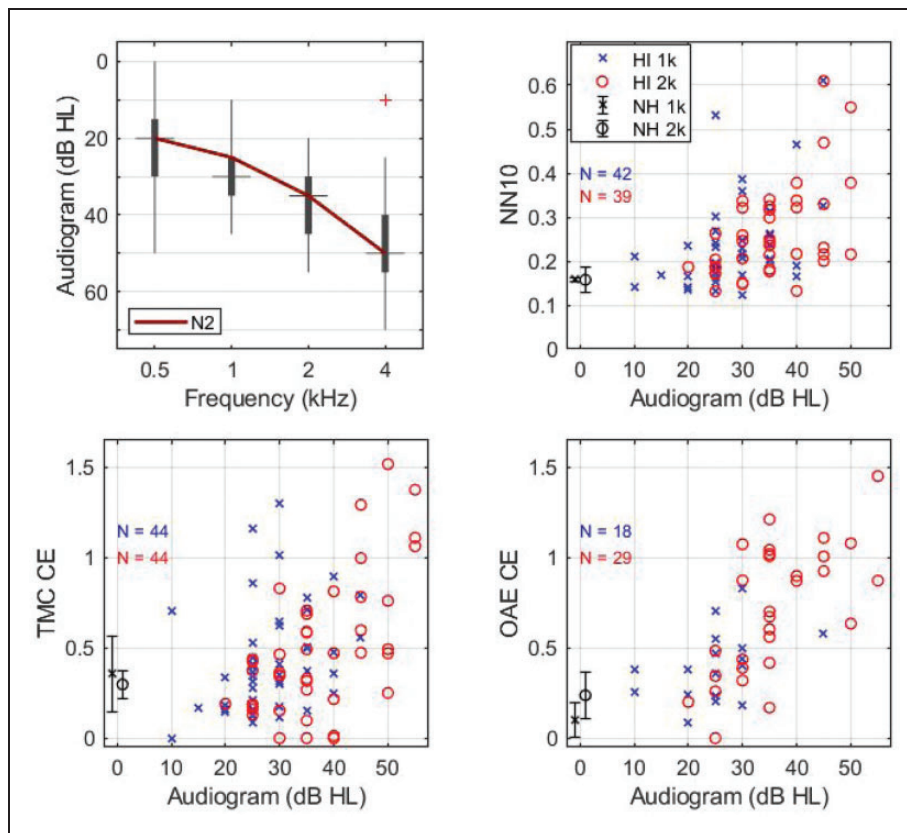 0
20
40
60
Audiogram (dB HL)
N2
0.5 1 2 4
Frequency (kHz)
0.6
0.5
0.4
0.3
0.2
0.1
0
NN10
HI 1k
HI 2k
NH 1k
NH 2k
N = 42
N = 39
0 10 20 30 40 50
Audiogram (dB HL)
1.5
1
0.5
0
TMC CE
N = 44
N = 44
0 10 20 30 40 50
Audiogram (dB HL)
1.5
1
0.5
0
OAE CE
N = 18
N = 29
0 10 20 30 40 50
Audiogram (dB HL)